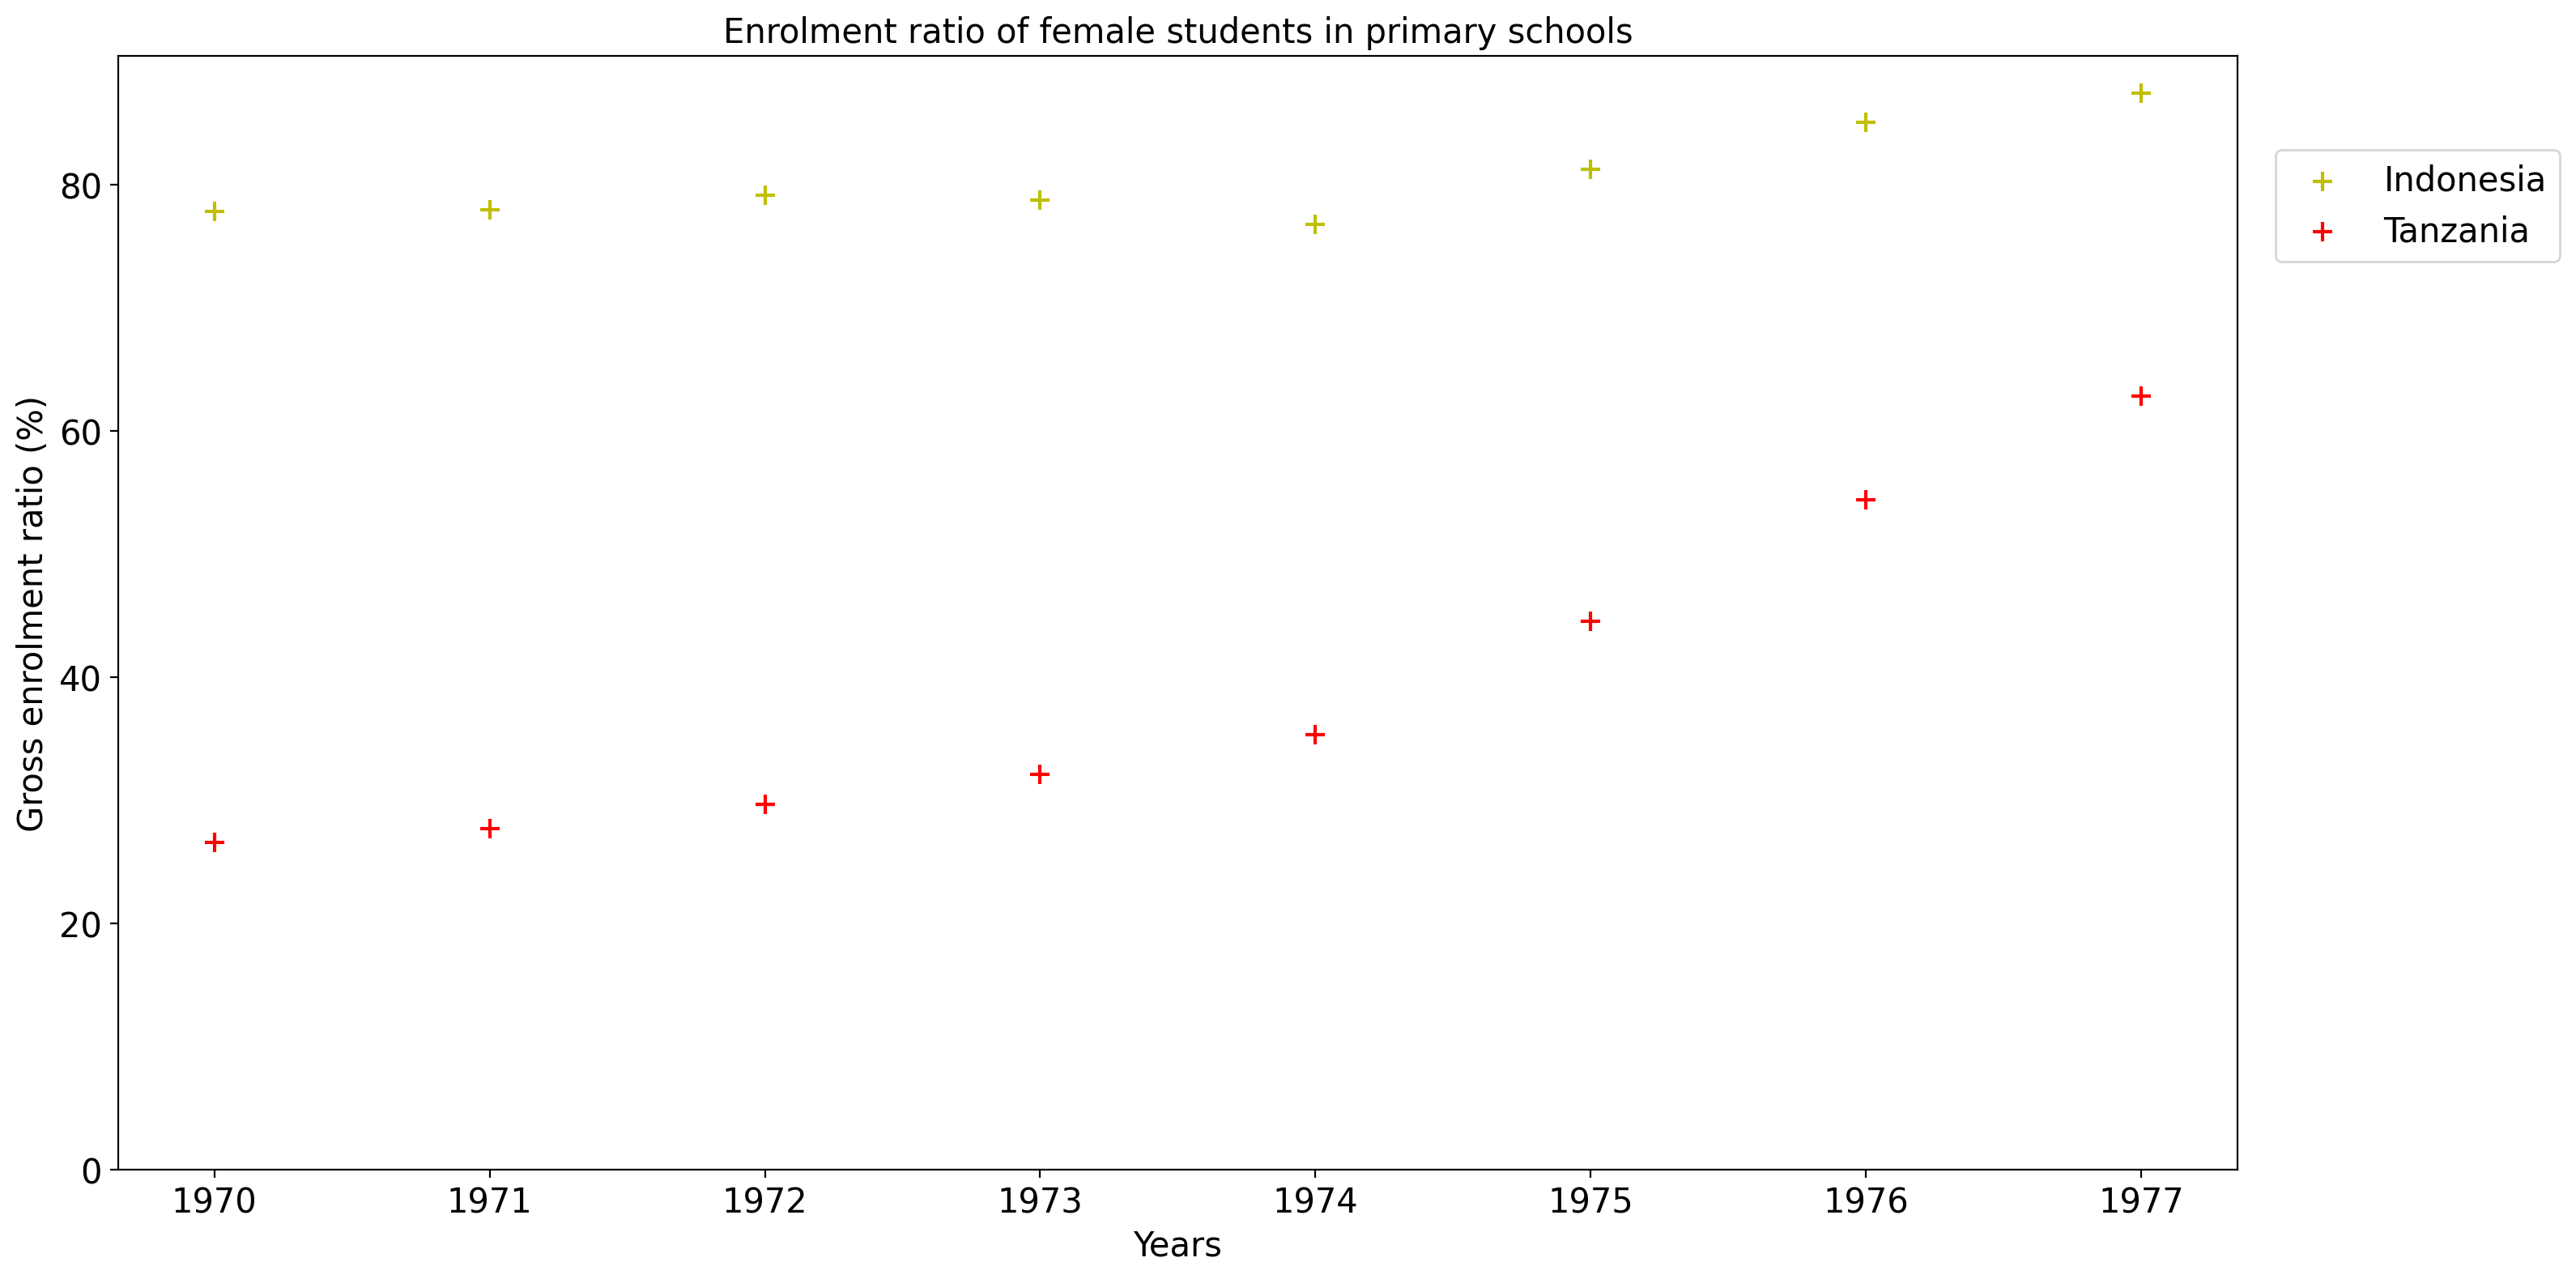 Enrolment ratio of female students in primary schools
Gross enrolment ratio (%)
80
60
40
20
0
1970 1971 1972 1973 1974 1975 1976 1977
Years
Indonesia
Tanzania